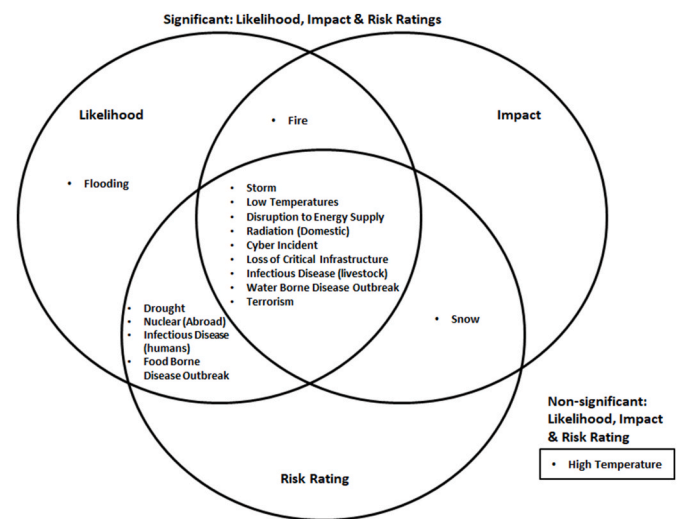 Significant: Likelihood, Impact & Risk Ratings
Likelihood
Impact
• Fire
• Flooding
• Storm
• Low Temperatures
• Disruption to Energy Supply
• Radiation (Domestic)
• Cyber Incident
• Loss of Critical Infrastructure
• Infectious Disease (livestock)
• Water Borne Disease Outbreak
• Terrorism
• Drought
• Nuclear (Abroad)
• Infectious Disease
(humans)
• Food Borne
Disease Outbreak
• Snow
Non-significant:
Likelihood, Impact
& Risk Rating
• High Temperature
Risk Rating